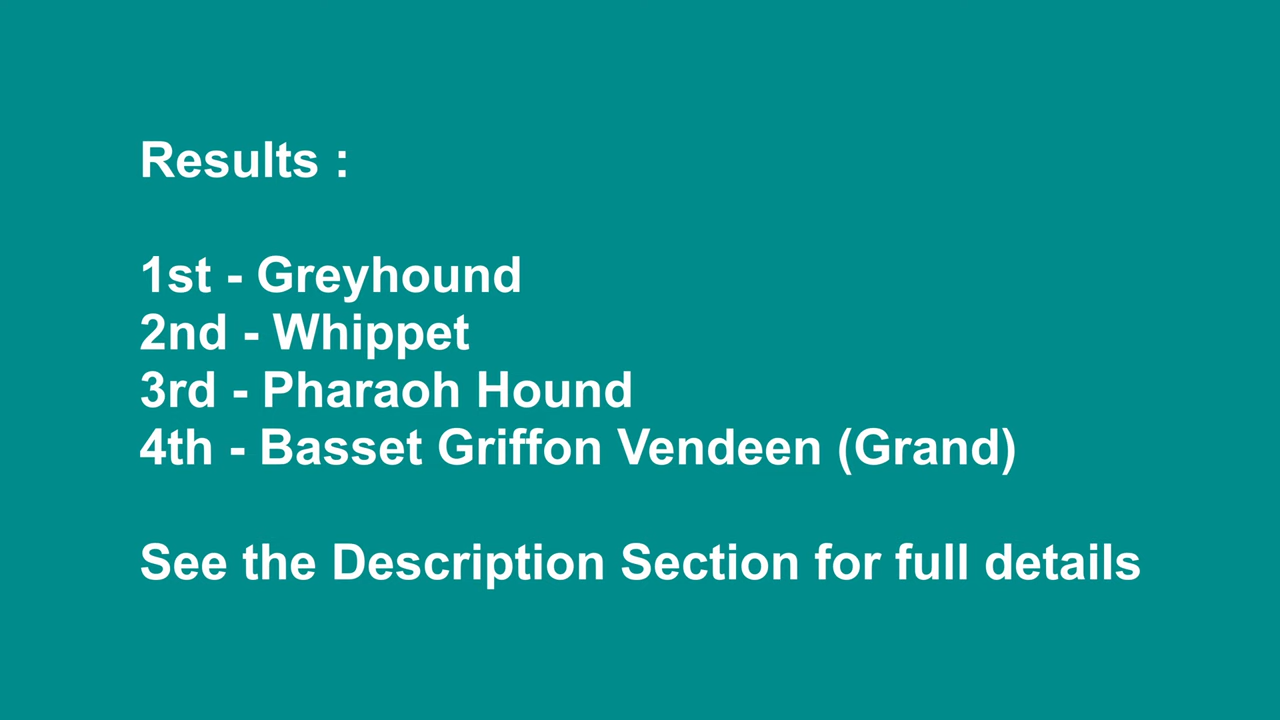 Results :
1st - Greyhound
2nd - Whippet
3rd - Pharaoh Hound
4th - Basset Griffon Vendeen (Grand)
See the Description Section for full details